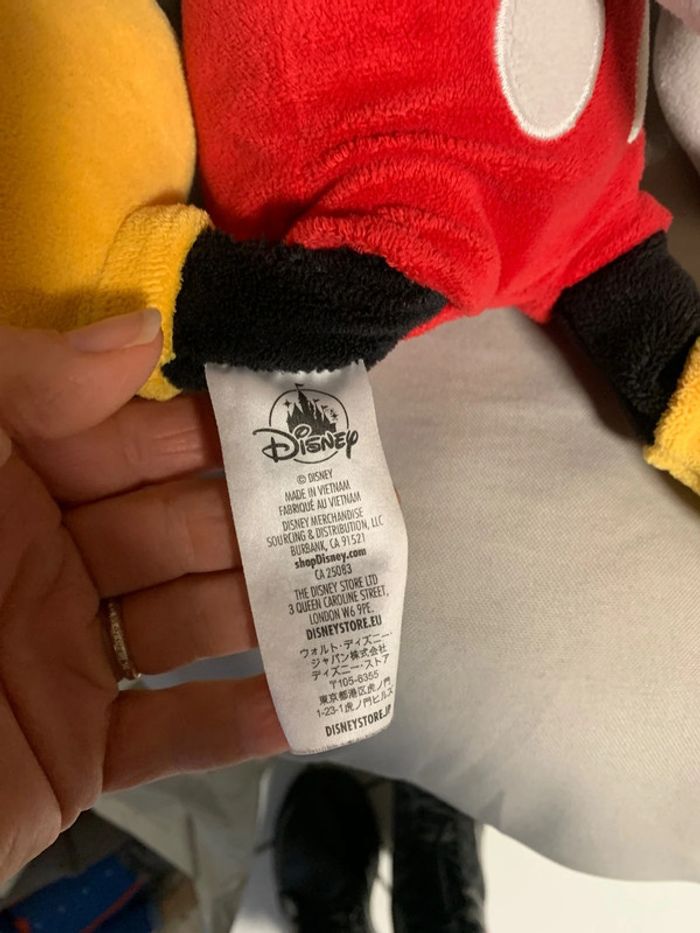 Disney
© DISNEY
MADE IN VIETNAM
FABRIQUÉ AU VIETNAM
DISNEY MERCHANDISE
SOURCING & DISTRIBUTION, LLC
BURBANK, CA 91521
shopDisney.com
CA 25083
THE DISNEY STORE LTD
3 QUEEN CAROLINE STREET,
LONDON W6 9PE.
DISNEYSTORE.EU
ウォルト・ディズニー・
ジャパン株式会社
ディズニー・ストア
〒105-6355
東京都港区虎ノ門
1-23-1虎ノ門ヒルズ
DISNEYSTORE.JP